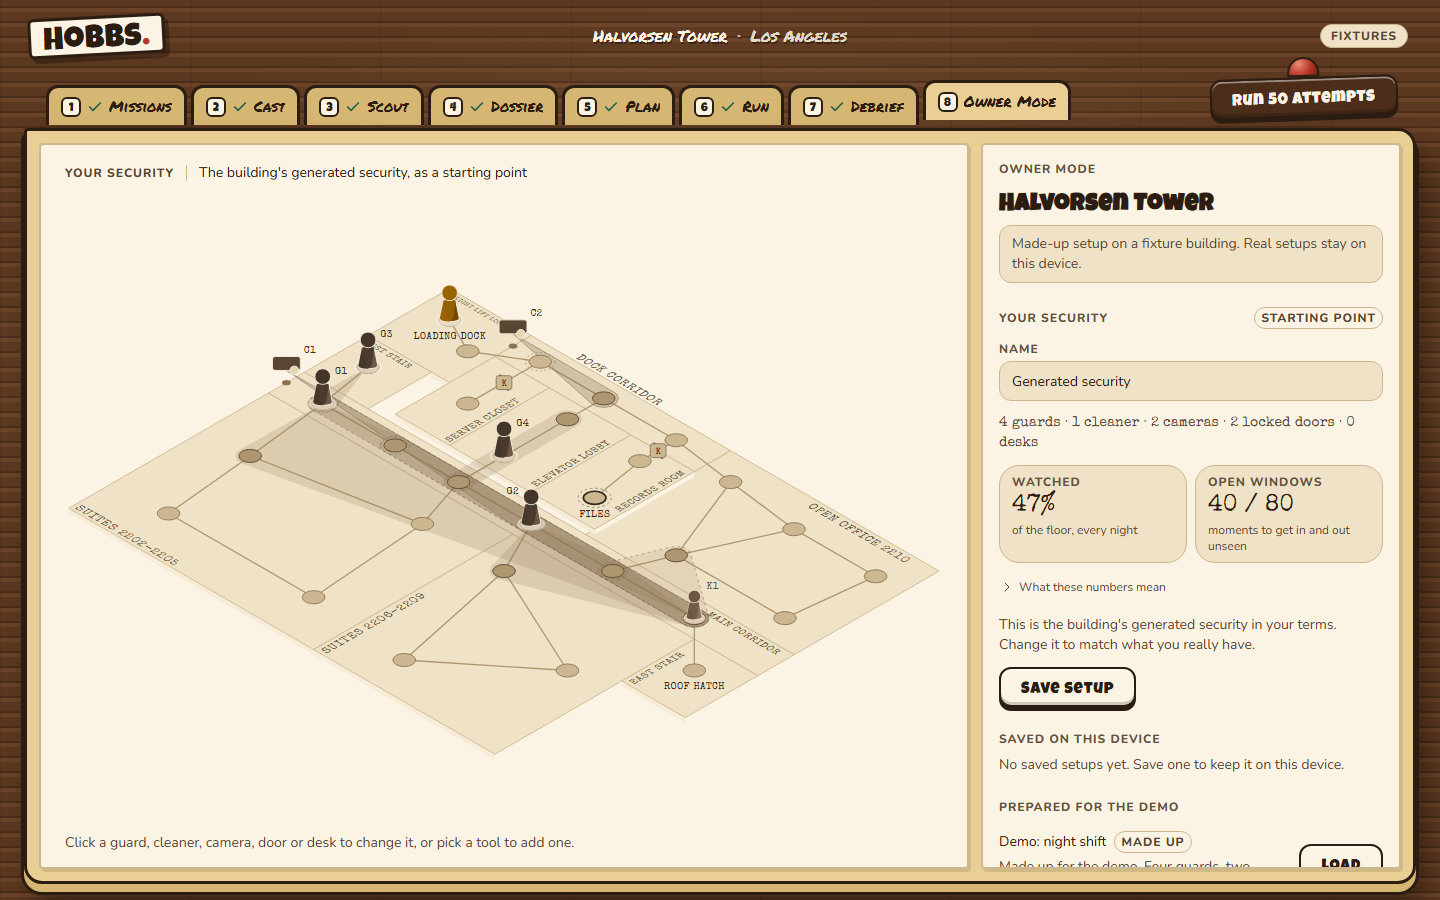 HOBBS.
Halvorsen Tower · Los Angeles
FIXTURES
1 Missions
2 Cast
3 Scout
4 Dossier
5 Plan
6 Run
7 Debrief
8 Owner Mode
Run 50 Attempts
YOUR SECURITY
The building's generated security, as a starting point
C2
G3
LOADING DOCK
C1
G1
DOCK CORRIDOR
K
SERVER CLOSET
G4
ELEVATOR LOBBY
K
G2
RECORDS ROOM
FILES
OPEN OFFICE 2210
SUITES 2202-2205
K1
SUITES 2206-2209
MAIN CORRIDOR
EAST STAIR
ROOF HATCH
Click a guard, cleaner, camera, door or desk to change it, or pick a tool to add one.
OWNER MODE
Halvorsen Tower
Made-up setup on a fixture building. Real setups stay on
this device.
YOUR SECURITY
STARTING POINT
NAME
Generated security
4 guards · 1 cleaner · 2 cameras · 2 locked doors · 0
desks
WATCHED
47%
of the floor, every night
OPEN WINDOWS
40 / 80
moments to get in and out
unseen
What these numbers mean
This is the building's generated security in your terms.
Change it to match what you really have.
Save setup
SAVED ON THIS DEVICE
No saved setups yet. Save one to keep it on this device.
PREPARED FOR THE DEMO
Demo: night shift
MADE UP
Made up for the demo. Four guards, two
Load